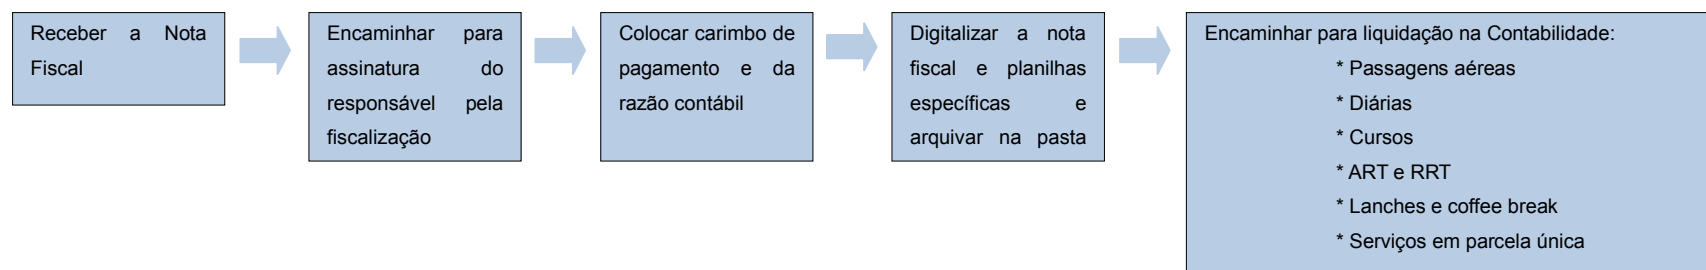 Receber a Nota
Fiscal
Encaminhar para
assinatura do
responsável pela
fiscalização
Colocar carimbo de
pagamento e da
razão contábil
Digitalizar a nota
fiscal e planilhas
específicas e
arquivar na pasta
Encaminhar para liquidação na Contabilidade:
* Passagens aéreas
* Diárias
* Cursos
* ART e RRT
* Lanches e coffee break
* Serviços em parcela única